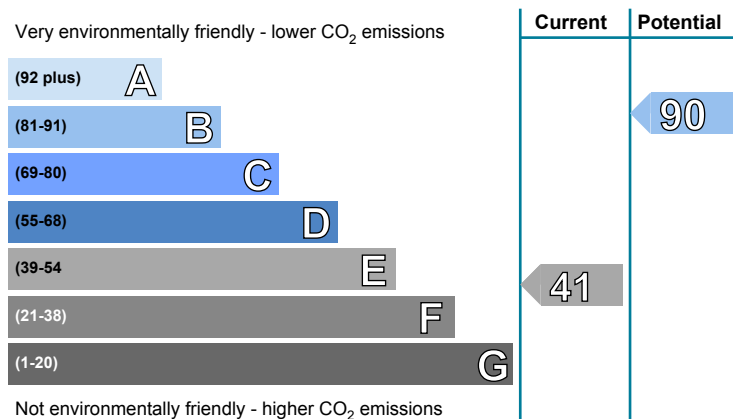 Current Potential
Very environmentally friendly - lower CO₂ emissions
(92 plus) A
(81-91) B
90
(69-80) C
(55-68) D
(39-54 E
41
(21-38) F
(1-20) G
Not environmentally friendly - higher CO₂ emissions